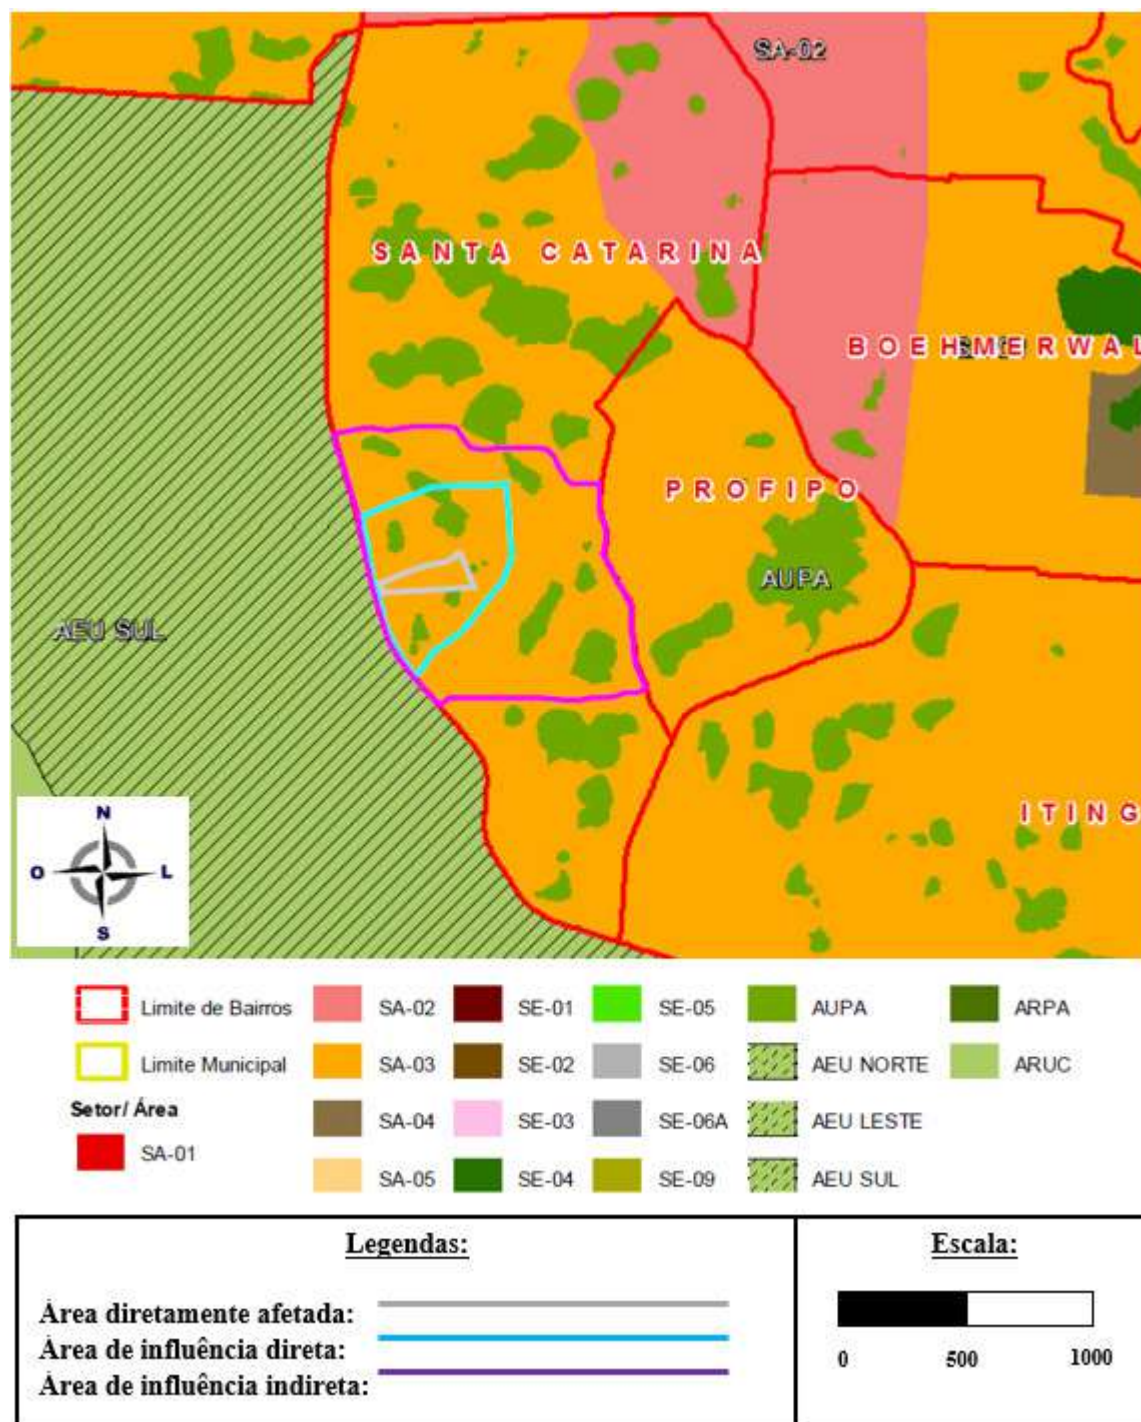 SA-02
SANTA CATARINA
BOEHMERWAL
PROFIPO
AUPA
AEU SUL
ITING
N
O
L
S
Limite de Bairros
Limite Municipal
Setor/ Área
SA-01
SA-02
SA-03
SA-04
SA-05
SE-01
SE-02
SE-03
SE-04
SE-05
SE-06
SE-06A
SE-09
AUPA
AEU NORTE
AEU LESTE
AEU SUL
ARPA
ARUC
Legendas:
Área diretamente afetada:
Área de influência direta:
Área de influência indireta:
Escala:
0 500 1000